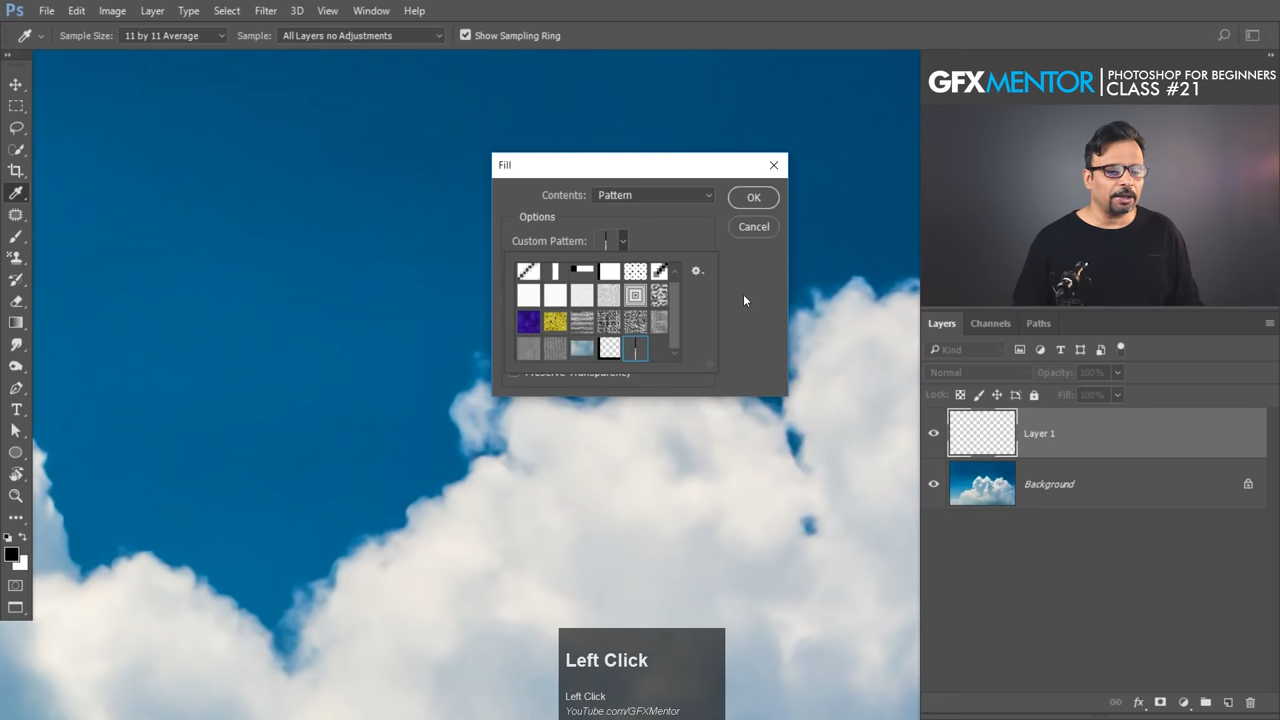 Ps File Edit Image Layer Type Select Filter 3D View Window Help
Sample Size: 11 by 11 Average Sample: All Layers no Adjustments Show Sampling Ring
GFXMENTOR PHOTOSHOP FOR BEGINNERS
CLASS #21
Fill
Contents: Pattern OK
Options
Cancel
Custom Pattern:
Preserve Transparency
Layers Channels Paths
Kind
Normal Opacity: 100%
Lock: Fill: 100%
Layer 1
Background
fx
Left Click
Left Click
YouTube.com/GFXMentor